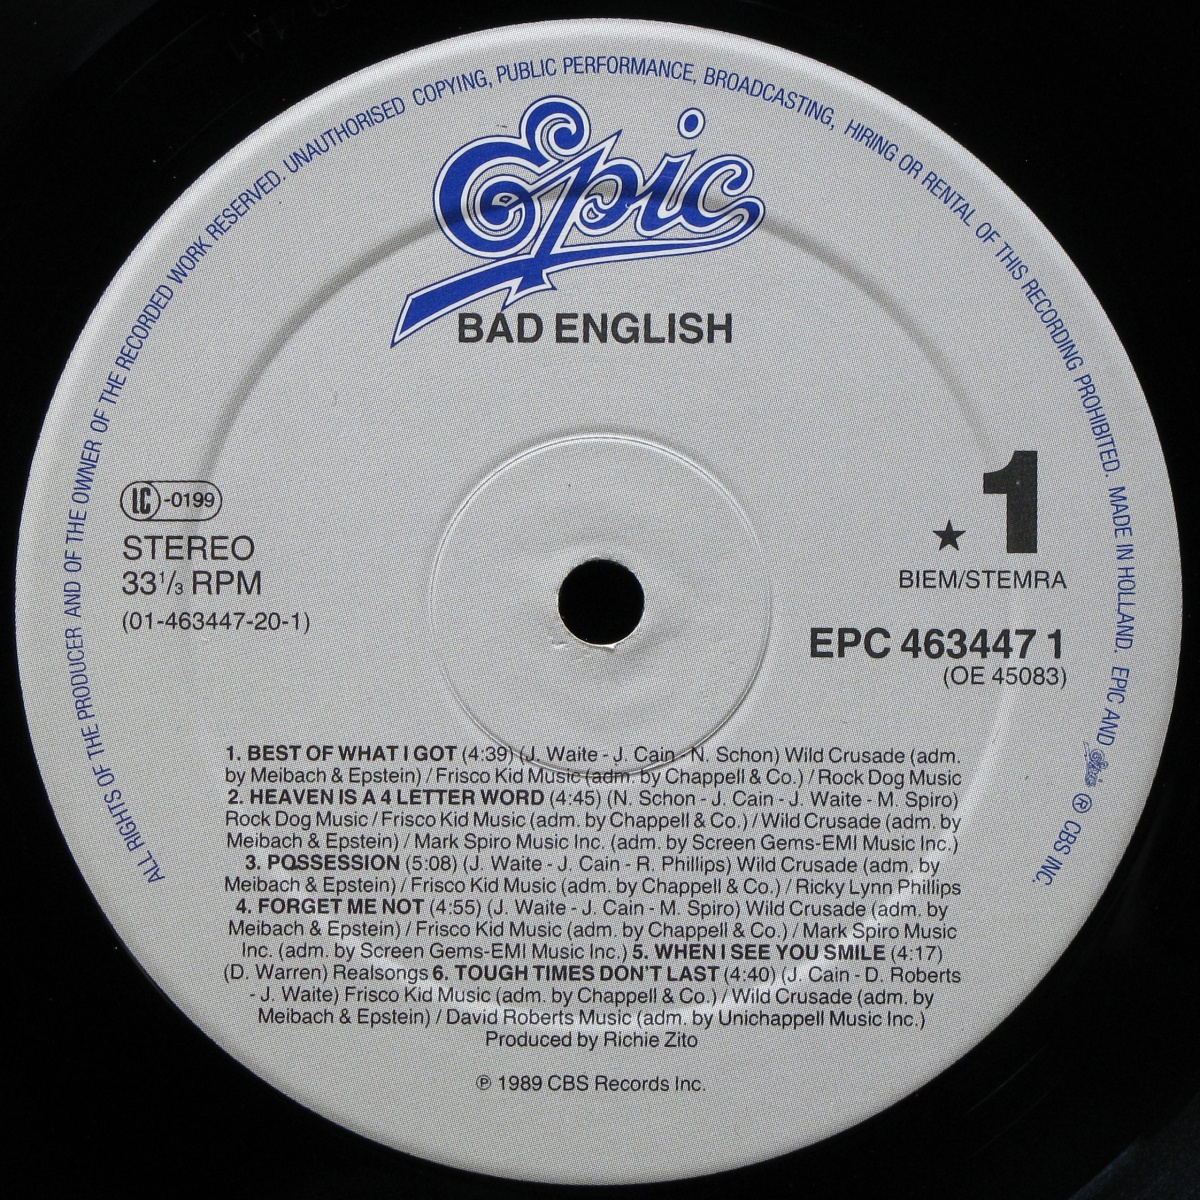 ALL RIGHTS OF THE PRODUCER AND OF THE OWNER OF THE RECORDED WORK RESERVED. UNAUTHORISED COPYING, PUBLIC PERFORMANCE, BROADCASTING, HIRING OR RENTAL OF THIS RECORDING PROHIBITED. MADE IN HOLLAND. EPIC AND Epic ® CBS INC.
Epic
BAD ENGLISH
LC-0199
STEREO
33 1/3 RPM
(01-463447-20-1)
★ 1
BIEM/STEMRA
EPC 463447 1
(OE 45083)
1. BEST OF WHAT I GOT (4:39) (J. Waite - J. Cain - N. Schon) Wild Crusade (adm.
by Meibach & Epstein) / Frisco Kid Music (adm. by Chappell & Co.) / Rock Dog Music
2. HEAVEN IS A 4 LETTER WORD (4:45) (N. Schon - J. Cain - J. Waite - M. Spiro)
Rock Dog Music / Frisco Kid Music (adm. by Chappell & Co.) / Wild Crusade (adm. by
Meibach & Epstein) / Mark Spiro Music Inc. (adm. by Screen Gems-EMI Music Inc.)
3. POSSESSION (5:08) (J. Waite - J. Cain - R. Phillips) Wild Crusade (adm. by
Meibach & Epstein) / Frisco Kid Music (adm. by Chappell & Co.) / Ricky Lynn Phillips
4. FORGET ME NOT (4:55) (J. Waite - J. Cain - M. Spiro) Wild Crusade (adm. by
Meibach & Epstein) / Frisco Kid Music (adm. by Chappell & Co.) / Mark Spiro Music
Inc. (adm. by Screen Gems-EMI Music Inc.) 5. WHEN I SEE YOU SMILE (4:17)
(D. Warren) Realsongs 6. TOUGH TIMES DON'T LAST (4:40) (J. Cain - D. Roberts
- J. Waite) Frisco Kid Music (adm. by Chappell & Co.) / Wild Crusade (adm. by
Meibach & Epstein) / David Roberts Music (adm. by Unichappell Music Inc.)
Produced by Richie Zito
℗ 1989 CBS Records Inc.